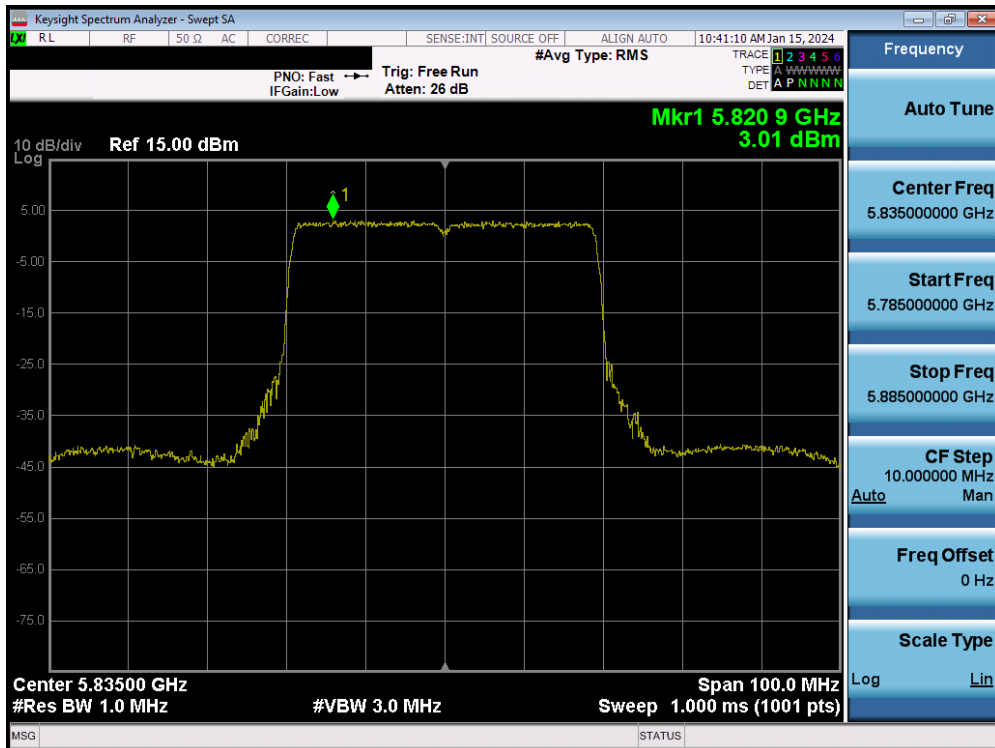 Keysight Spectrum Analyzer - Swept SA
LXI RL RF 50 Ω AC CORREC SENSE:INT SOURCE OFF ALIGN AUTO 10:41:10 AM Jan 15, 2024
#Avg Type: RMS
TRACE 1 2 3 4 5 6
TYPE A W W W W W
DET A P N N N N
PNO: Fast
IFGain:Low
Trig: Free Run
Atten: 26 dB
Mkr1 5.820 9 GHz
3.01 dBm
10 dB/div
Log
Ref 15.00 dBm
1
5.00
-5.00
-15.0
-25.0
-35.0
-45.0
-55.0
-65.0
-75.0
Center 5.83500 GHz
Span 100.0 MHz
#Res BW 1.0 MHz
#VBW 3.0 MHz
Sweep 1.000 ms (1001 pts)
MSG
STATUS
Frequency
Auto Tune
Center Freq
5.835000000 GHz
Start Freq
5.785000000 GHz
Stop Freq
5.885000000 GHz
CF Step
10.000000 MHz
Auto Man
Freq Offset
0 Hz
Scale Type
Log Lin